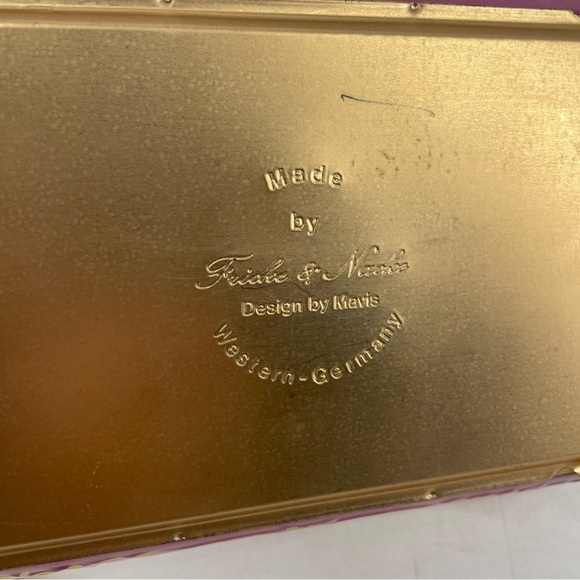 Made
by
Fricke & Nacke
Design by Mavis
Western-Germany